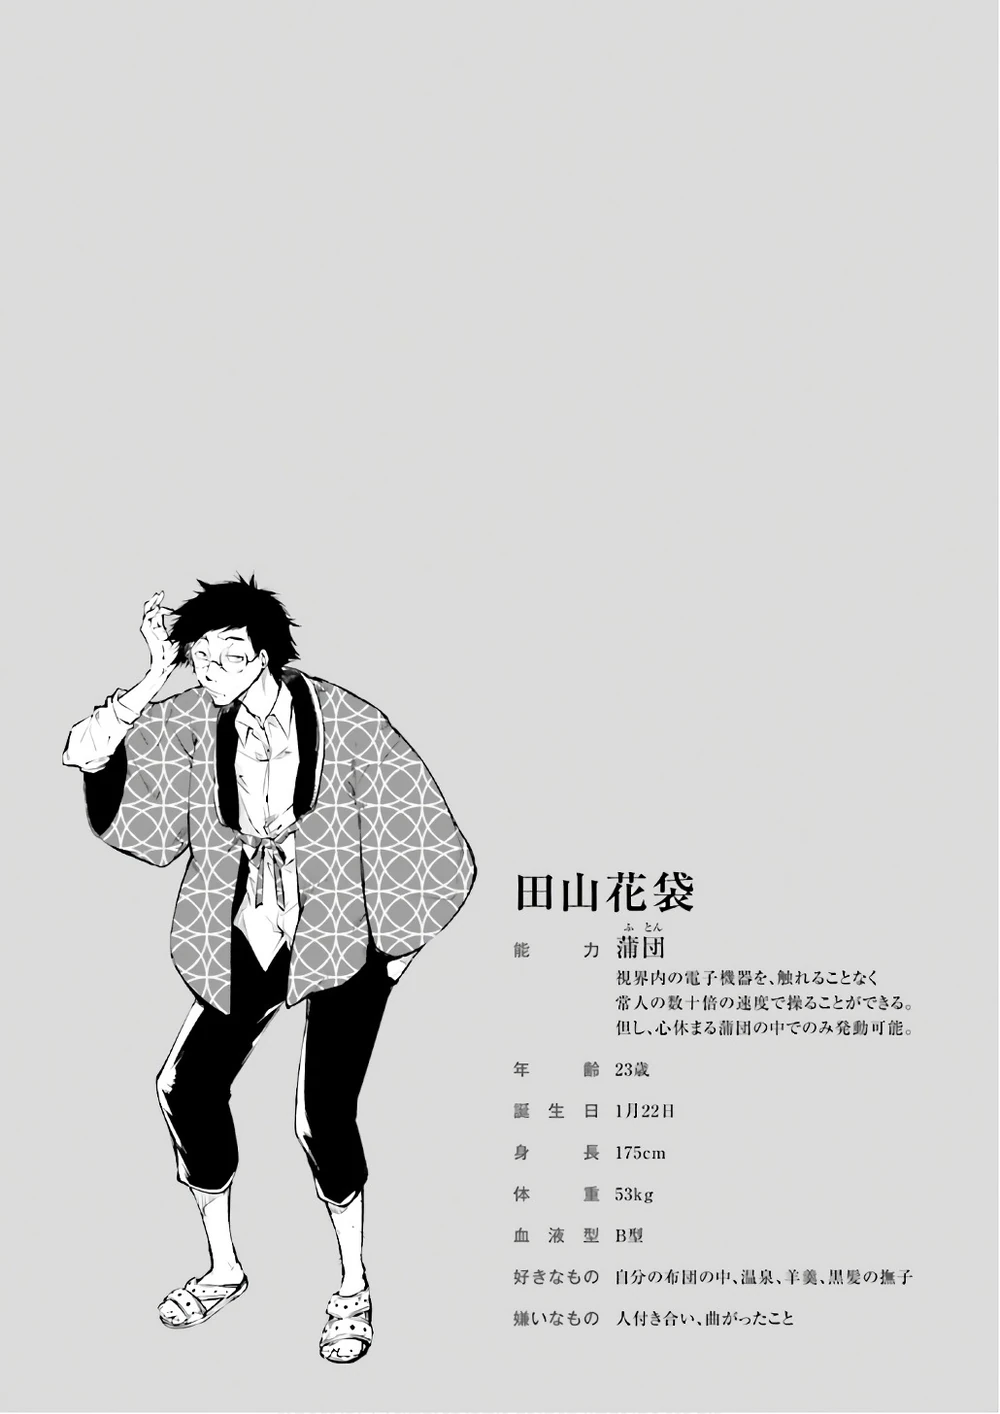 田山花袋
能力 蒲団
ふとん
視界内の電子機器を、触れることなく
常人の数十倍の速度で操ることができる。
但し、心休まる蒲団の中でのみ発動可能。
年齢 23歳
誕生日 1月22日
身長 175cm
体重 53kg
血液型 B型
好きなもの 自分の布団の中、温泉、羊羹、黒髪の撫子
嫌いなもの 人付き合い、曲がったこと